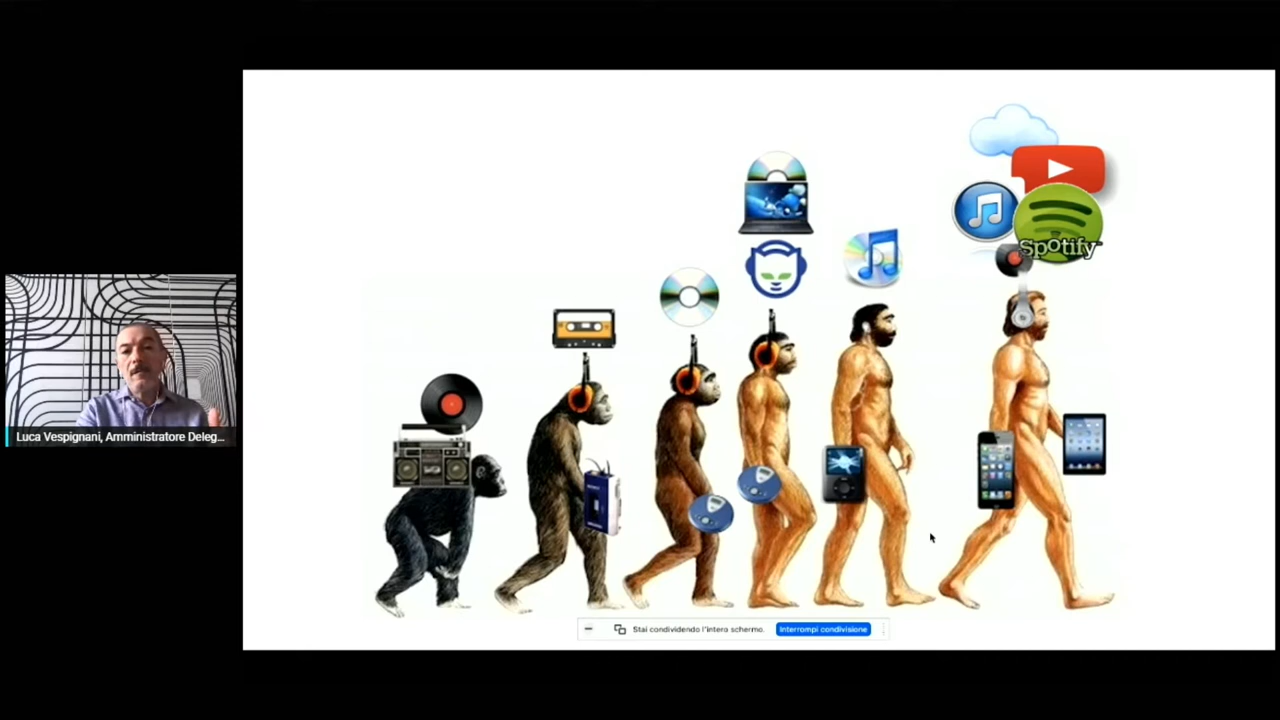 Spotify
Luca Vespignani, Amministratore Deleg...
Stai condividendo l'intero schermo.
Interrompi condivisione